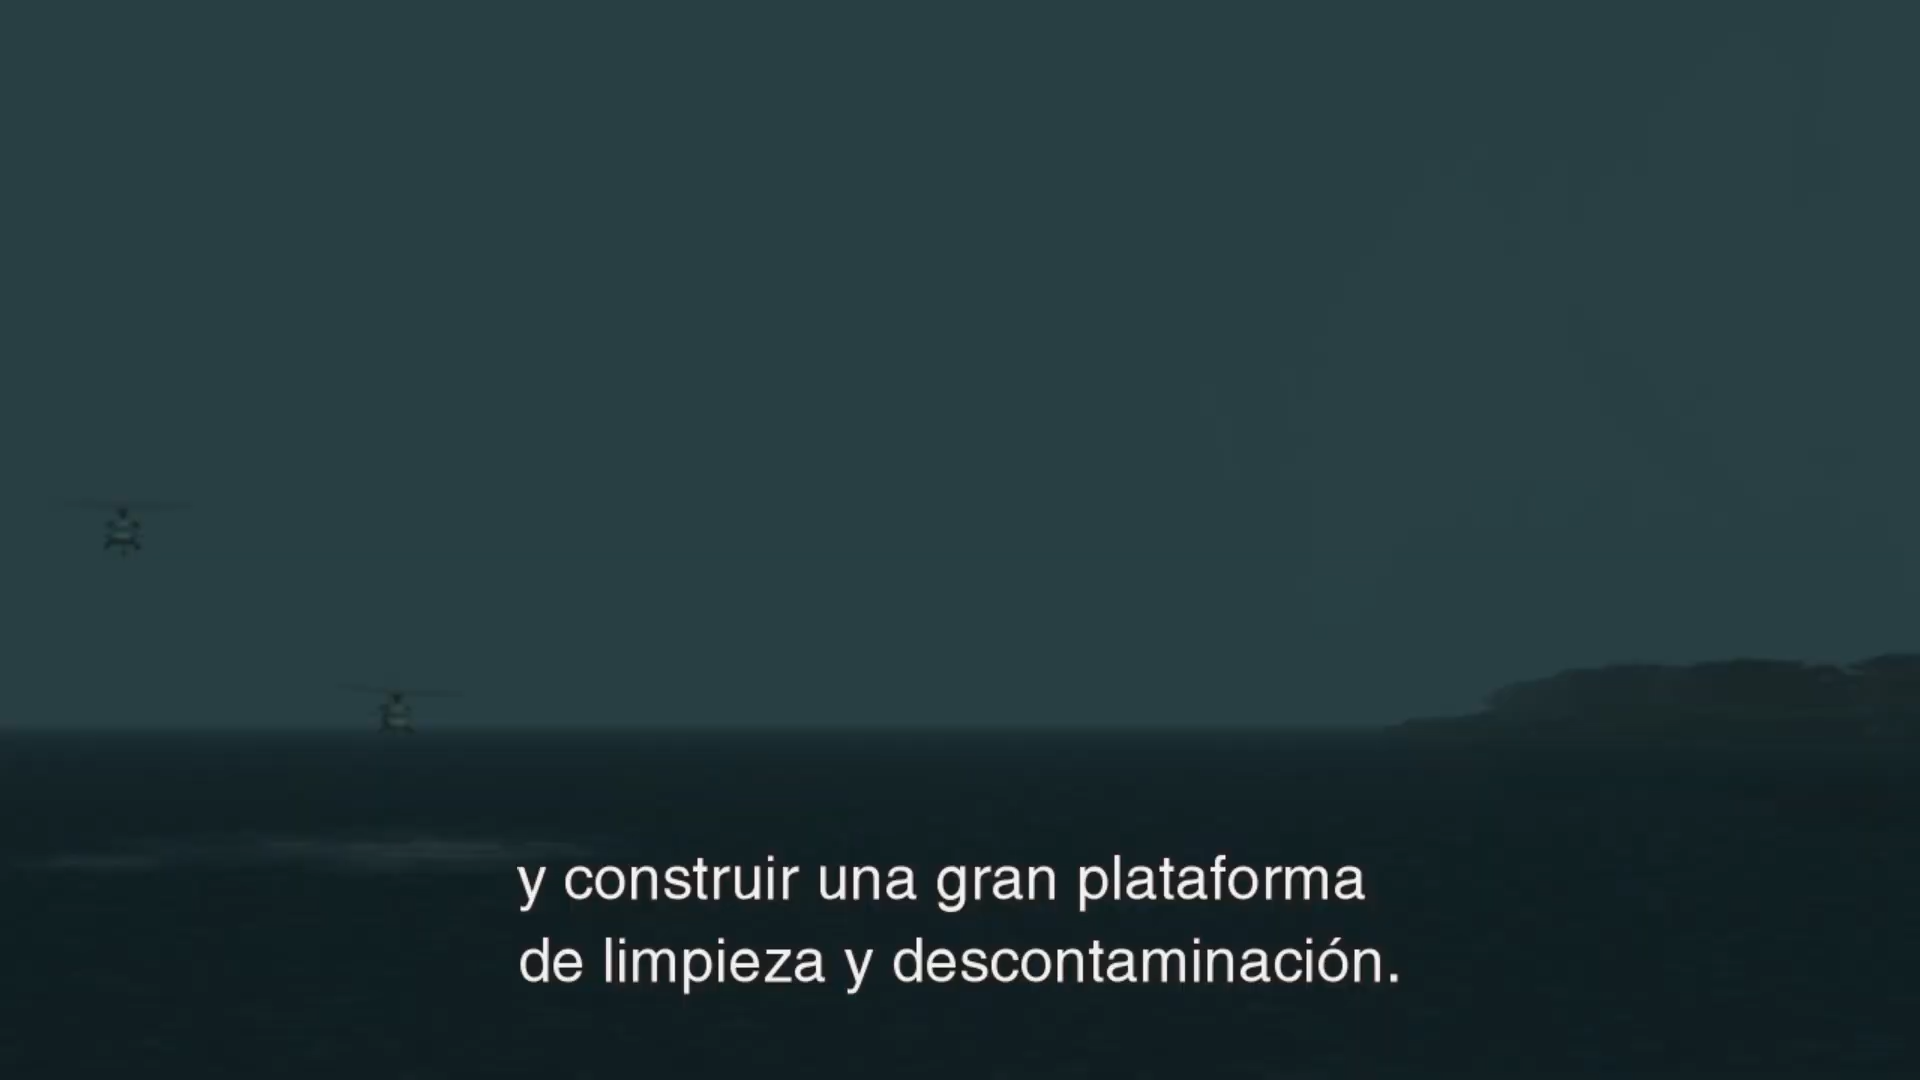 y construir una gran plataforma
de limpieza y descontaminación.